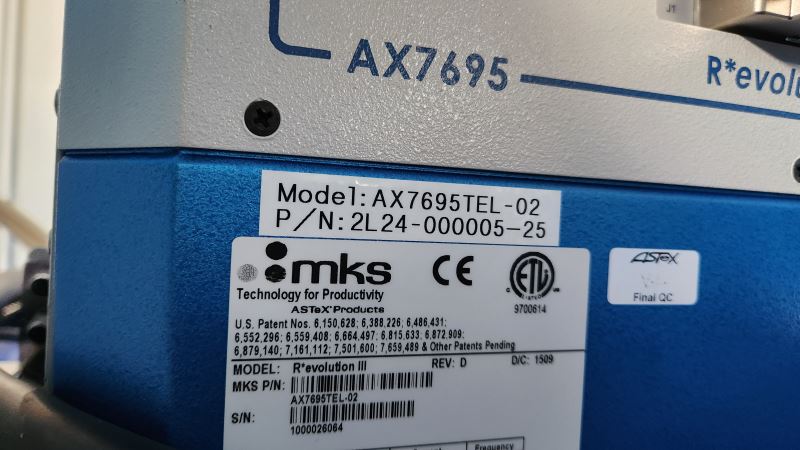 J1
AX7695
R*evolu
Model:AX7695TEL-02
P/N:2L24-000005-25
mks
CE
Technology for Productivity
ASTeX® Products
ETL
9700614
ASTeX
Final QC
U.S. Patent Nos. 6,150,628; 6,388,226; 6,486,431;
6,552,296; 6,559,408; 6,664,497; 6,815,633; 6,872,909;
6,879,140; 7,161,112; 7,501,600; 7,659,489 & Other Patents Pending
MODEL: R*evolution III REV: D D/C: 1509
MKS P/N:
AX7695TEL-02
S/N:
1000026064
Frequency